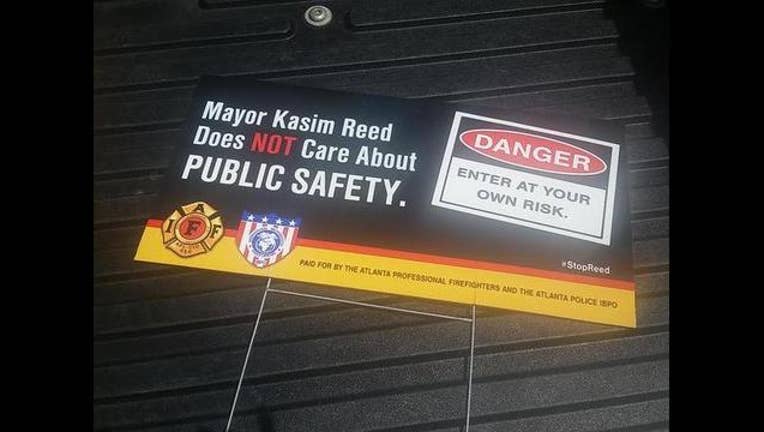 Mayor Kasim Reed
Does NOT Care About
PUBLIC SAFETY.
DANGER
ENTER AT YOUR
OWN RISK.
#StopReed
I A F F
PAID FOR BY THE ATLANTA PROFESSIONAL FIREFIGHTERS AND THE ATLANTA POLICE IBPO